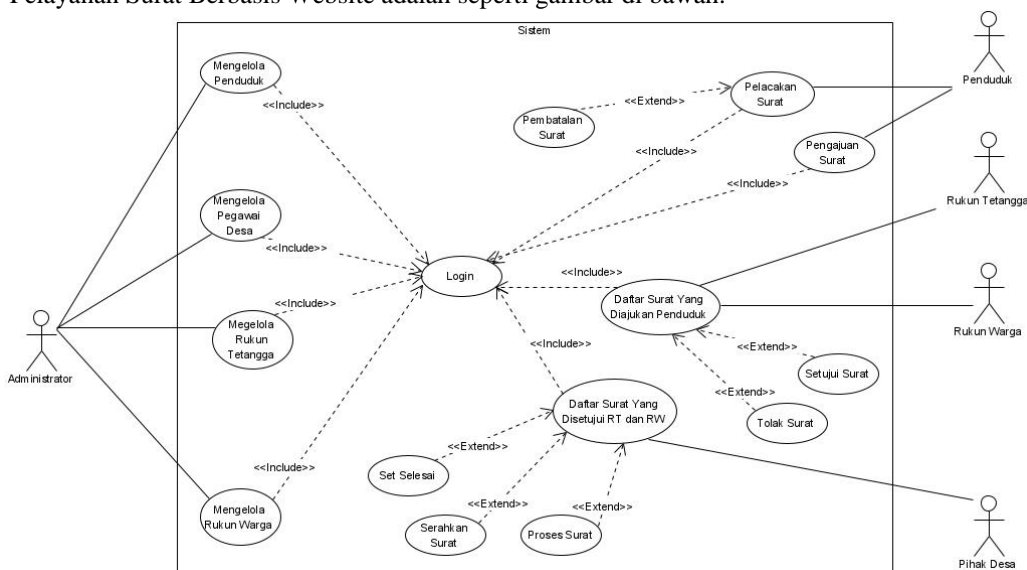 Pelayanan Surat Berbasis Website adalah seperti gambar di bawah:
Sistem
Mengelola
Penduduk
<<Include>>
Pembatalan
Surat
<<Extend>>
Pelacakan
Surat
Penduduk
<<Include>>
Pengajuan
Surat
<<Include>>
Mengelola
Pegawai
Desa
<<Include>>
Rukun Tetangga
Login
<<Include>>
Daftar Surat Yang
Diajukan Penduduk
Rukun Warga
Megelola
Rukun
Tetangga
<<Include>>
Administrator
<<Include>>
<<Extend>>
Setujui Surat
<<Extend>>
Tolak Surat
Daftar Surat Yang
Disetujui RT dan RW
<<Extend>>
Set Selesai
<<Include>>
Mengelola
Rukun Warga
<<Extend>>
Serahkan
Surat
<<Extend>>
Proses Surat
Pihak Desa